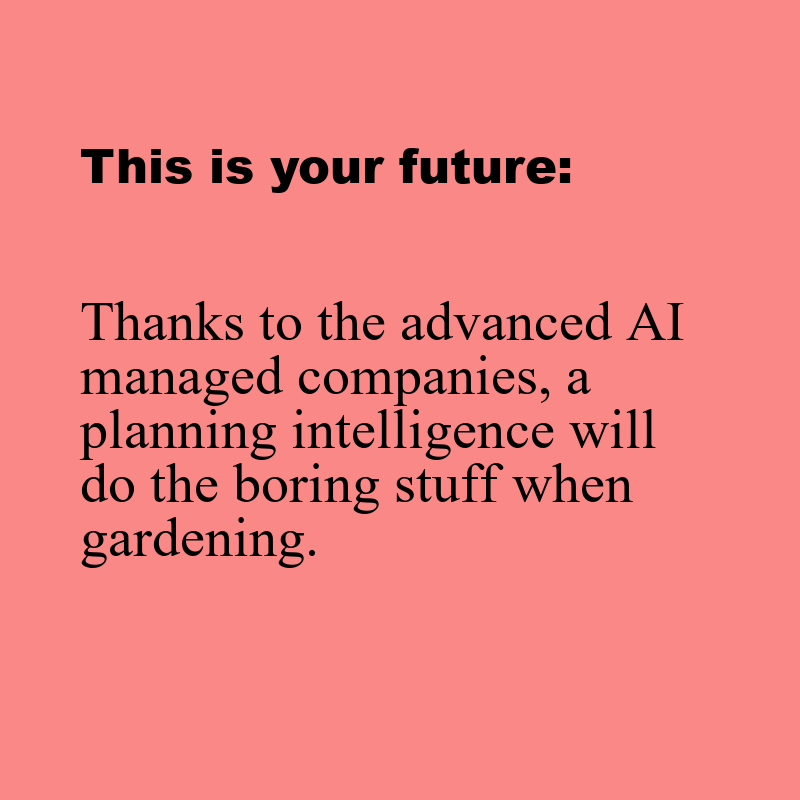 This is your future:
Thanks to the advanced AI
managed companies, a
planning intelligence will
do the boring stuff when
gardening.